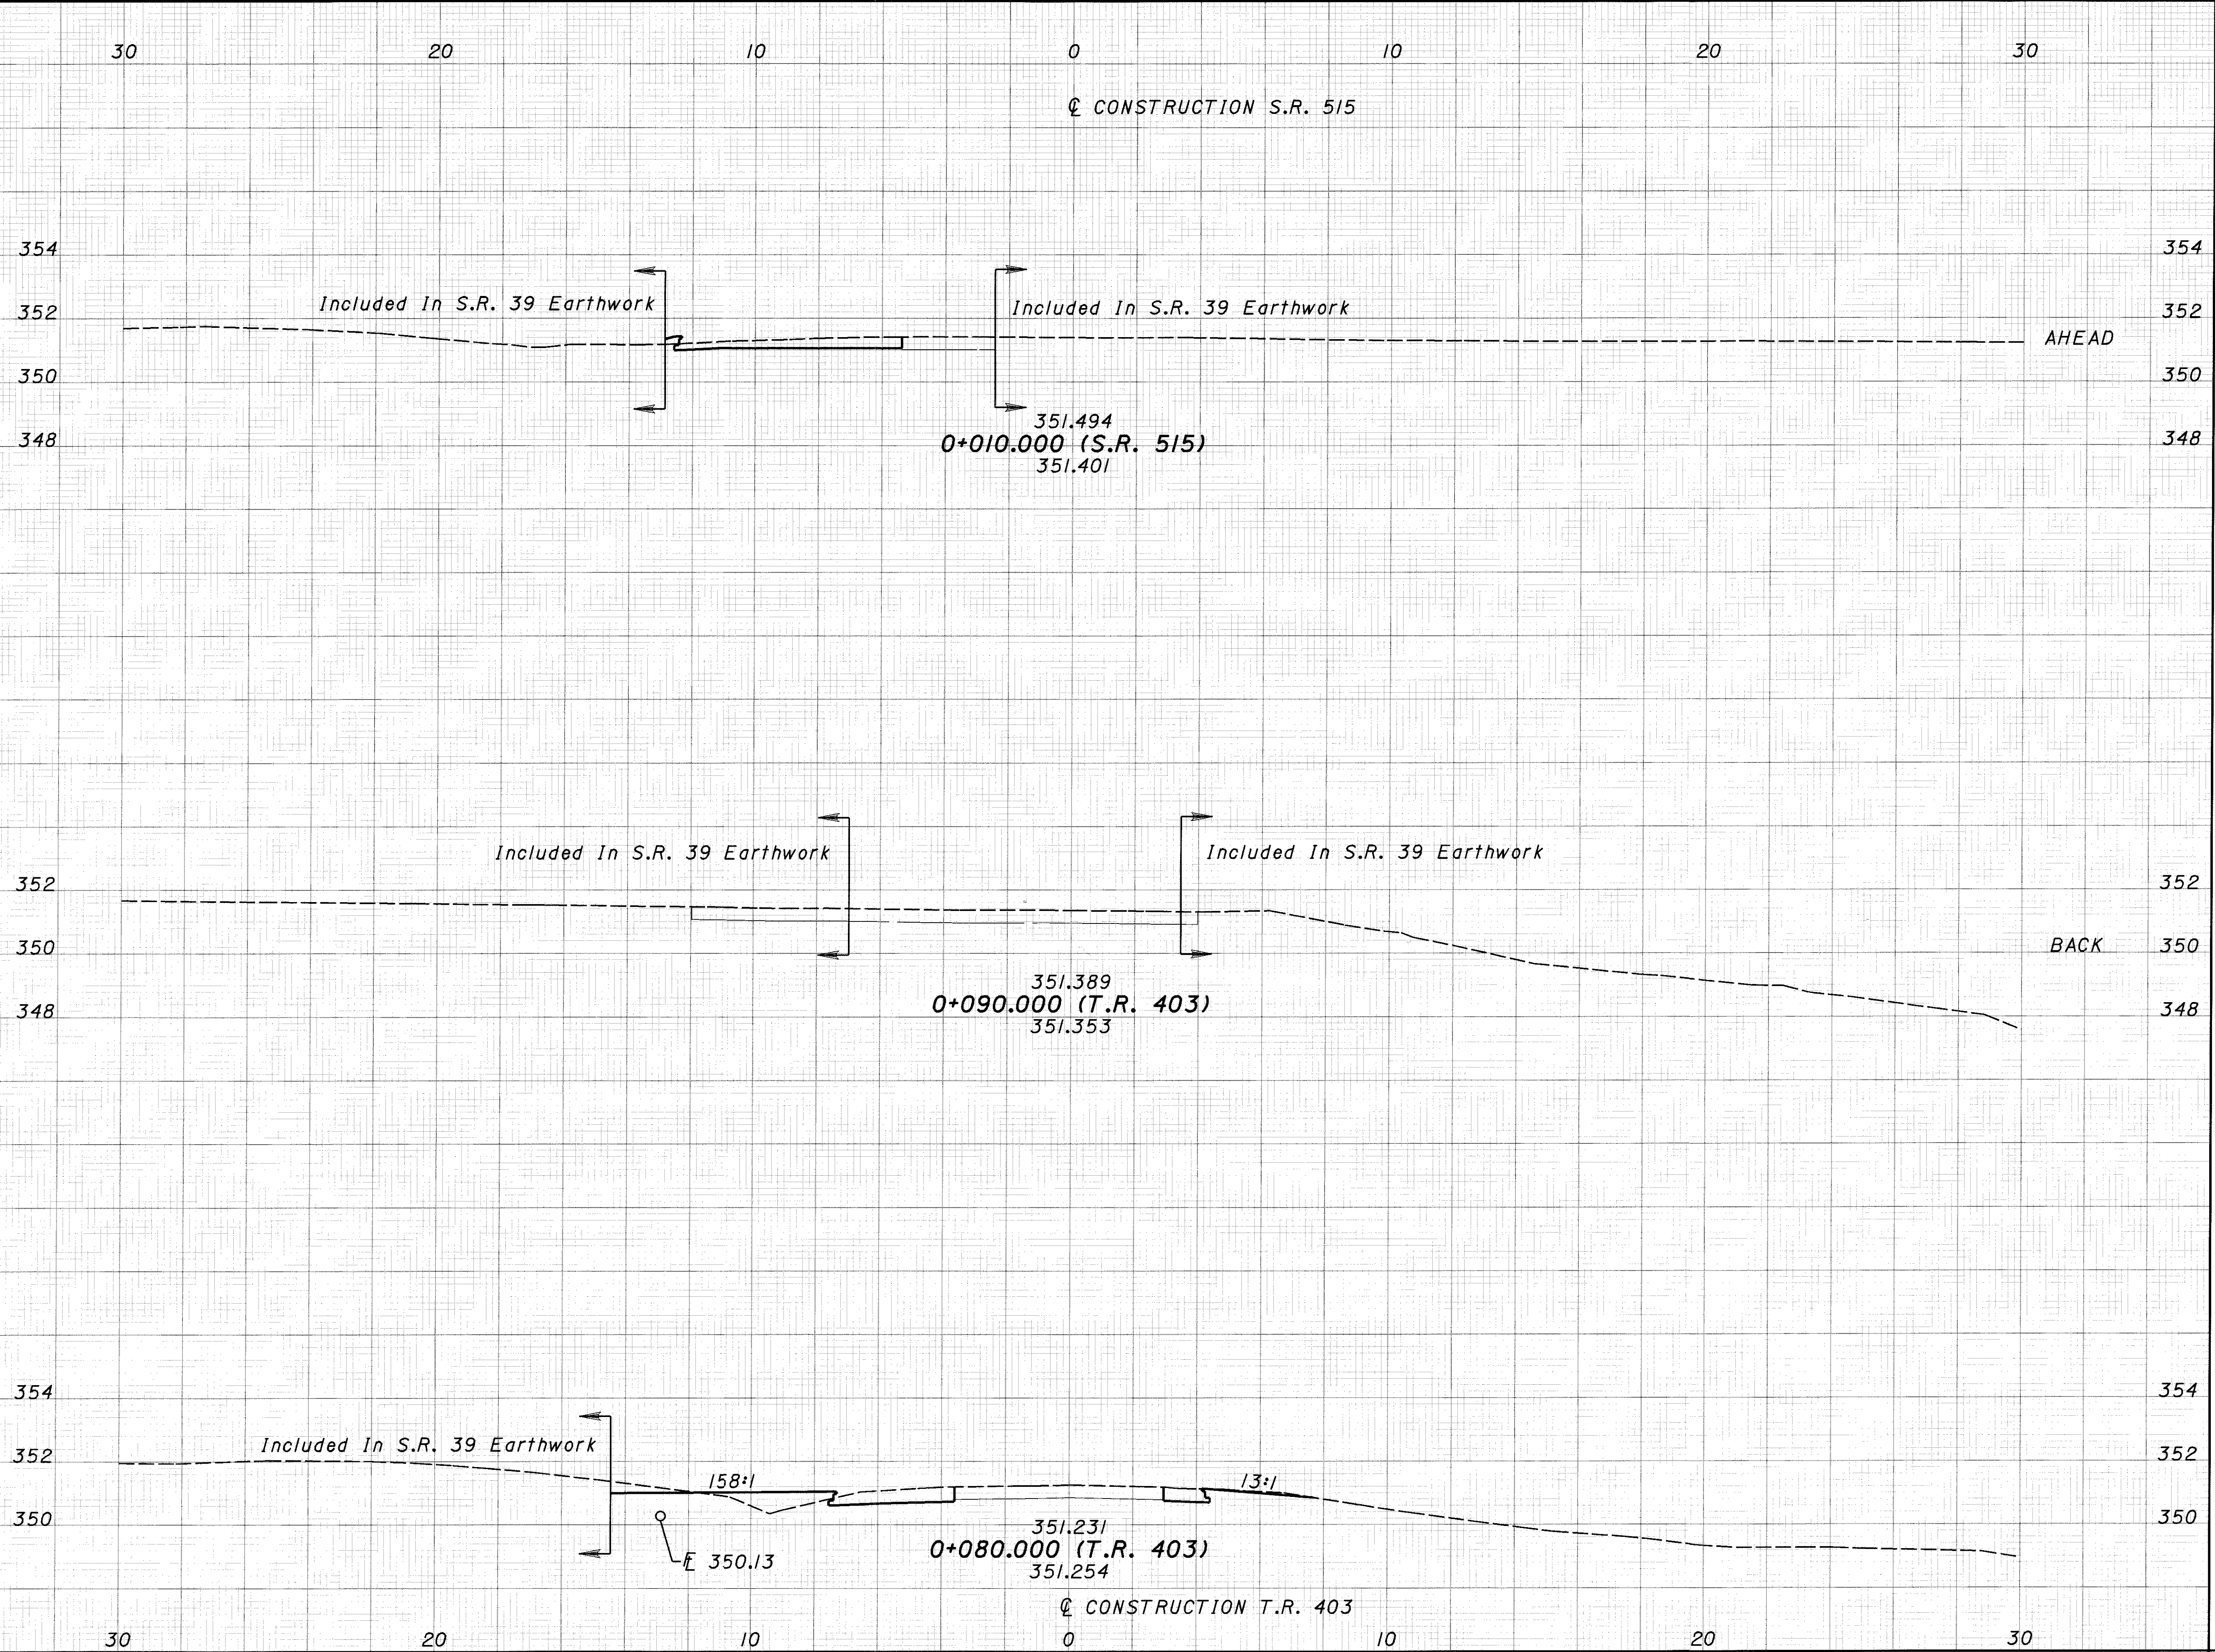 30 20 10 0 10 20 30
℄ CONSTRUCTION S.R. 515
354 354
Included In S.R. 39 Earthwork Included In S.R. 39 Earthwork
352 352
AHEAD
350 350
351.494
348 0+010.000 (S.R. 515) 348
351.401
Included In S.R. 39 Earthwork Included In S.R. 39 Earthwork
352 352
350 BACK 350
351.389
348 0+090.000 (T.R. 403) 348
351.353
354 354
Included In S.R. 39 Earthwork
352 352
158:1 13:1
350 350
351.231
0+080.000 (T.R. 403)
℄ 350.13
351.254
℄ CONSTRUCTION T.R. 403
30 20 10 0 10 20 30